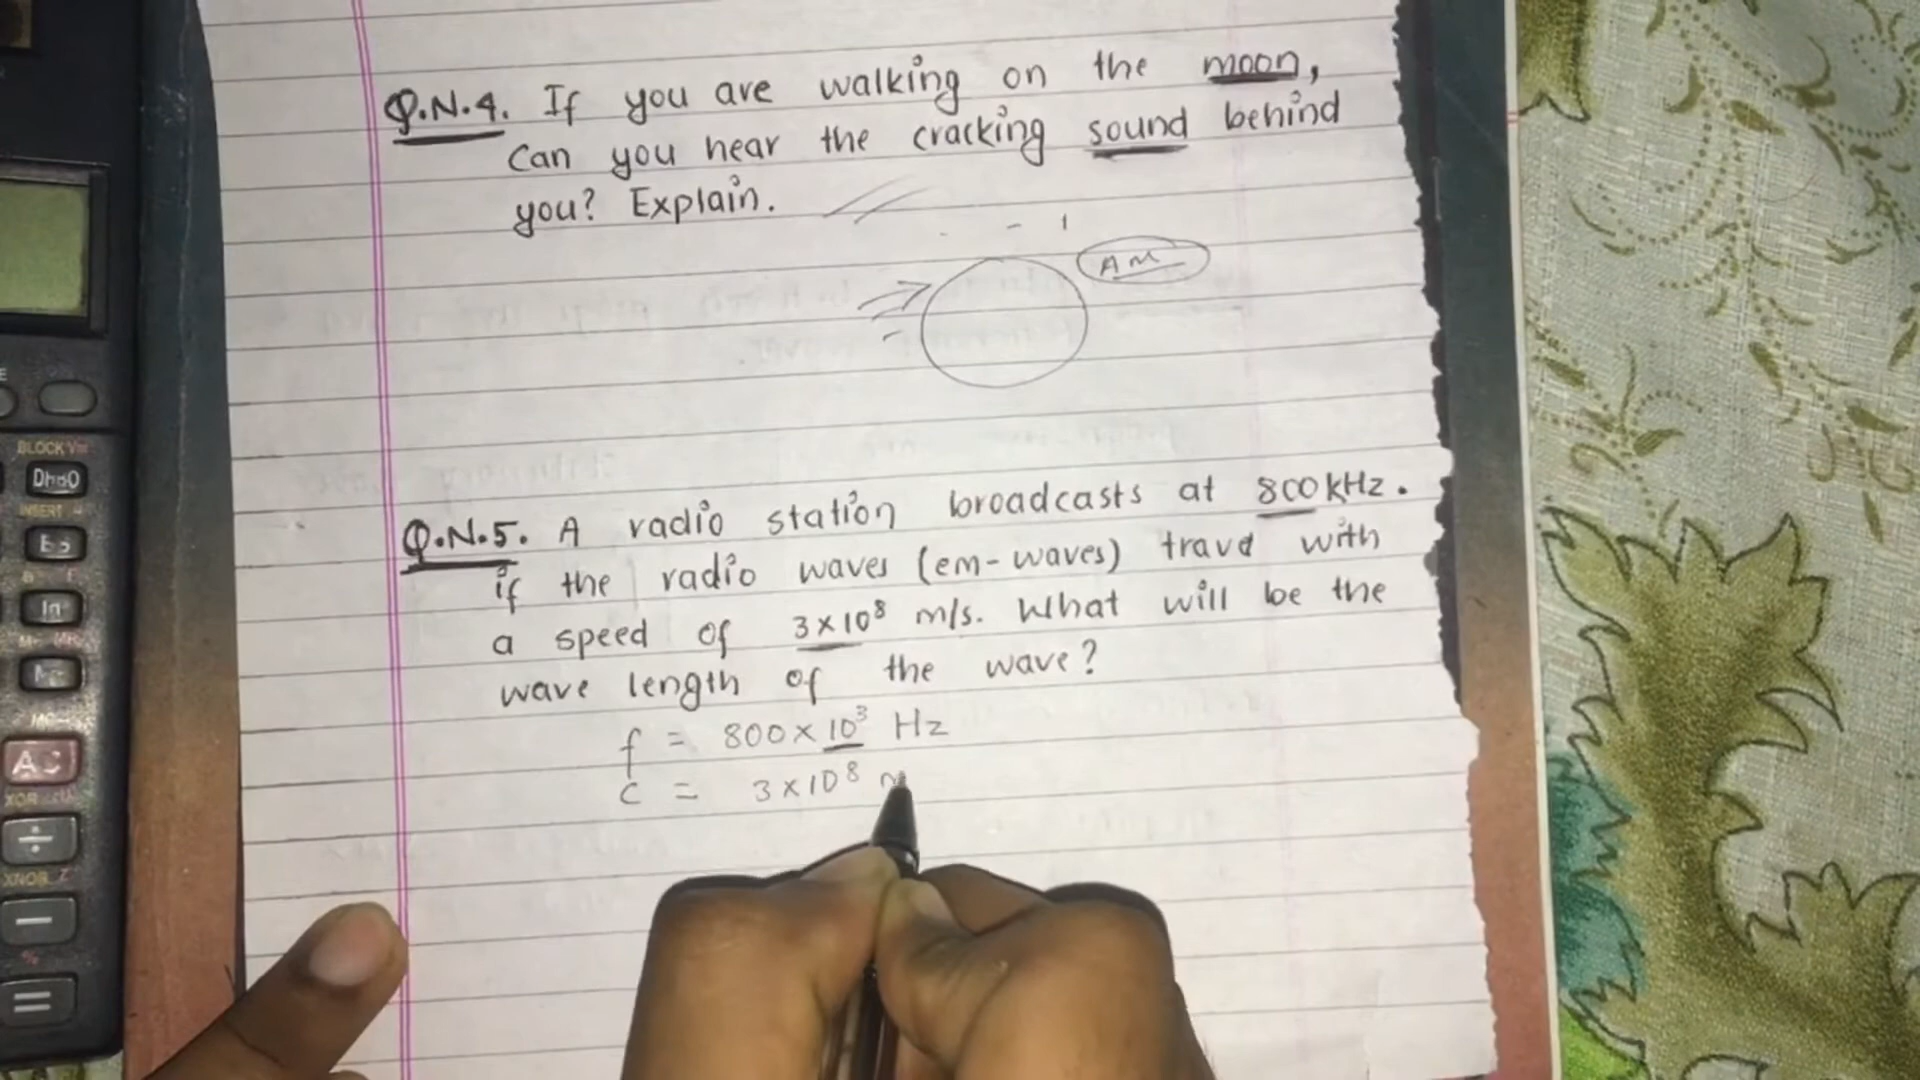 Q.N.4. If you are walking on the moon,
Can you hear the cracking sound behind
you? Explain.
AM
Q.N.5. A radio station broadcasts at 800kHz.
if the radio waves (em-waves) travel with
a speed of 3×10⁸ m/s. What will be the
wave length of the wave?
f = 800×10³ Hz
c = 3×10⁸ m
DhaO
AC
÷
−
%
=